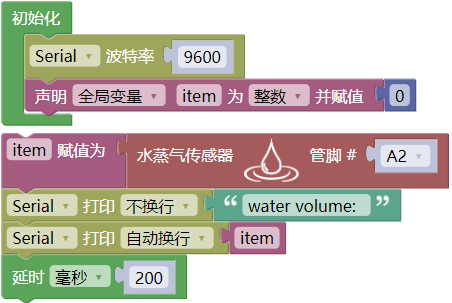 初始化
Serial 波特率 9600
声明 全局变量 item 为 整数 并赋值 0
item 赋值为 水蒸气传感器 管脚 # A2
Serial 打印 不换行 “ water volume: ”
Serial 打印 自动换行 item
延时 毫秒 200